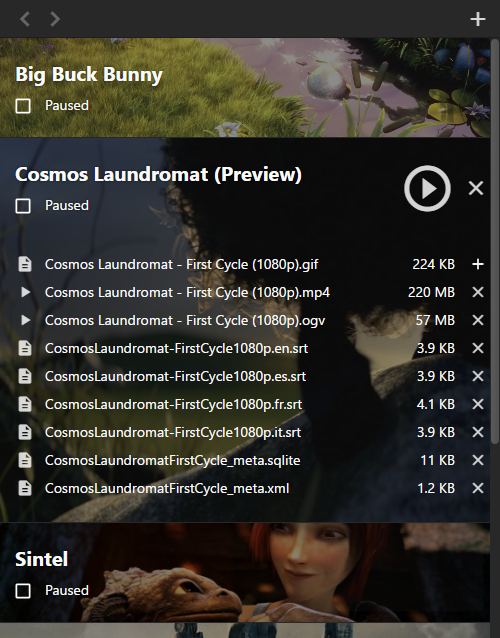 Big Buck Bunny
Paused
Cosmos Laundromat (Preview)
Paused
Cosmos Laundromat - First Cycle (1080p).gif 224 KB
Cosmos Laundromat - First Cycle (1080p).mp4 220 MB
Cosmos Laundromat - First Cycle (1080p).ogv 57 MB
CosmosLaundromat-FirstCycle1080p.en.srt 3.9 KB
CosmosLaundromat-FirstCycle1080p.es.srt 3.9 KB
CosmosLaundromat-FirstCycle1080p.fr.srt 4.1 KB
CosmosLaundromat-FirstCycle1080p.it.srt 3.9 KB
CosmosLaundromatFirstCycle_meta.sqlite 11 KB
CosmosLaundromatFirstCycle_meta.xml 1.2 KB
Sintel
Paused